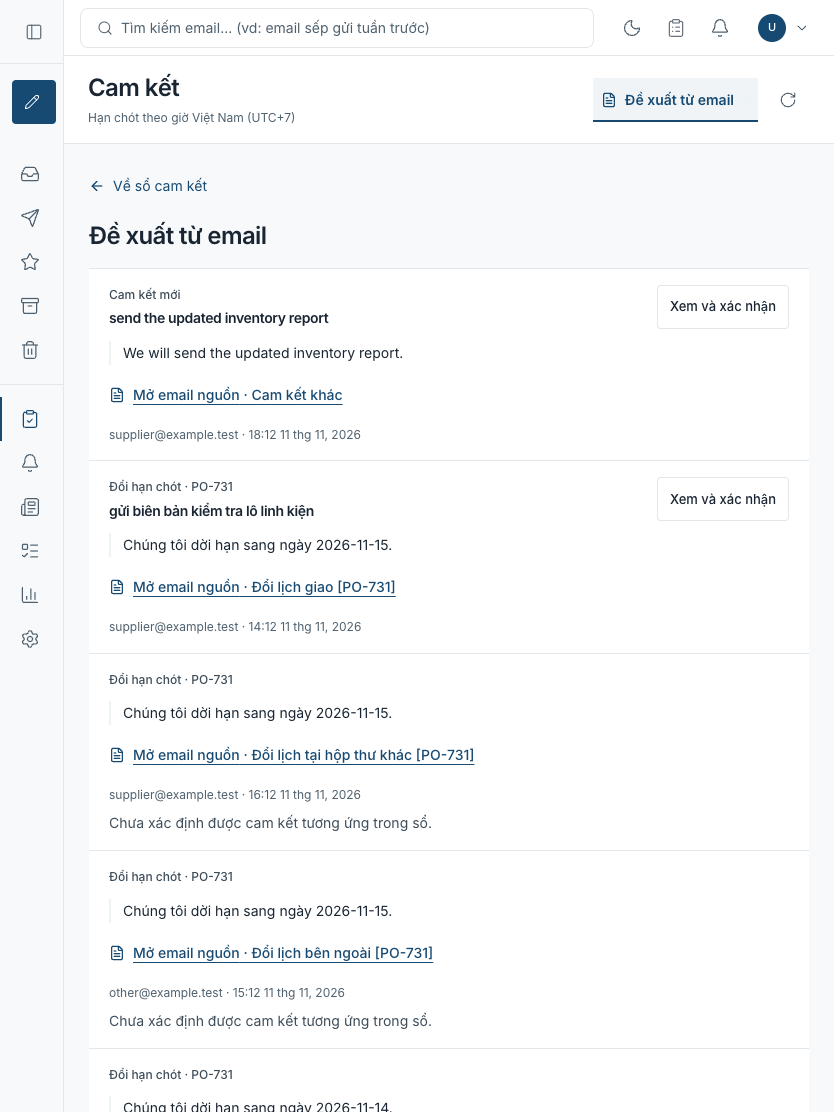 Tìm kiếm email... (vd: email sếp gửi tuần trước)
U
Cam kết
Hạn chót theo giờ Việt Nam (UTC+7)
Đề xuất từ email
Về sổ cam kết
Đề xuất từ email
Cam kết mới
send the updated inventory report
Xem và xác nhận
We will send the updated inventory report.
Mở email nguồn · Cam kết khác
supplier@example.test · 18:12 11 thg 11, 2026
Đổi hạn chót · PO-731
gửi biên bản kiểm tra lô linh kiện
Xem và xác nhận
Chúng tôi dời hạn sang ngày 2026-11-15.
Mở email nguồn · Đổi lịch giao [PO-731]
supplier@example.test · 14:12 11 thg 11, 2026
Đổi hạn chót · PO-731
Chúng tôi dời hạn sang ngày 2026-11-15.
Mở email nguồn · Đổi lịch tại hộp thư khác [PO-731]
supplier@example.test · 16:12 11 thg 11, 2026
Chưa xác định được cam kết tương ứng trong sổ.
Đổi hạn chót · PO-731
Chúng tôi dời hạn sang ngày 2026-11-15.
Mở email nguồn · Đổi lịch bên ngoài [PO-731]
other@example.test · 15:12 11 thg 11, 2026
Chưa xác định được cam kết tương ứng trong sổ.
Đổi hạn chót · PO-731
Chúng tôi dời hạn sang ngày 2026-11-14.